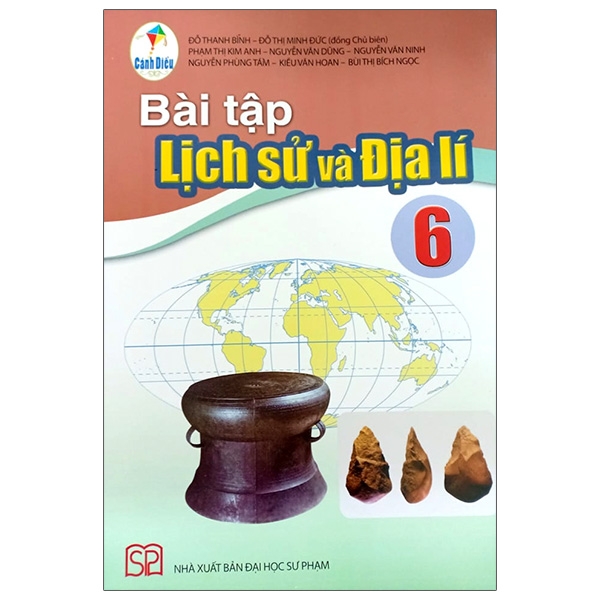 Cánh Diều
ĐỖ THANH BÌNH – ĐỖ THỊ MINH ĐỨC (đồng Chủ biên)
PHẠM THỊ KIM ANH – NGUYỄN VĂN DŨNG – NGUYỄN VĂN NINH
NGUYỄN PHÙNG TÁM – KIỀU VĂN HOAN – BÙI THỊ BÍCH NGỌC
Bài tập
Lịch sử và Địa lí
6
SP
NHÀ XUẤT BẢN ĐẠI HỌC SƯ PHẠM